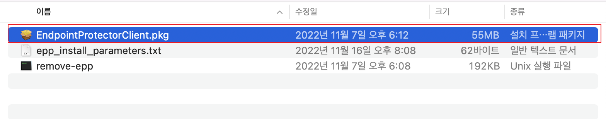 이름 수정일 크기 종류
EndpointProtectorClient.pkg 2022년 11월 7일 오후 6:12 55MB 설치 프…램 패키지
epp_install_parameters.txt 2022년 11월 16일 오후 8:08 62바이트 일반 텍스트 문서
remove-epp 2022년 11월 7일 오후 6:12 192KB Unix 실행 파일